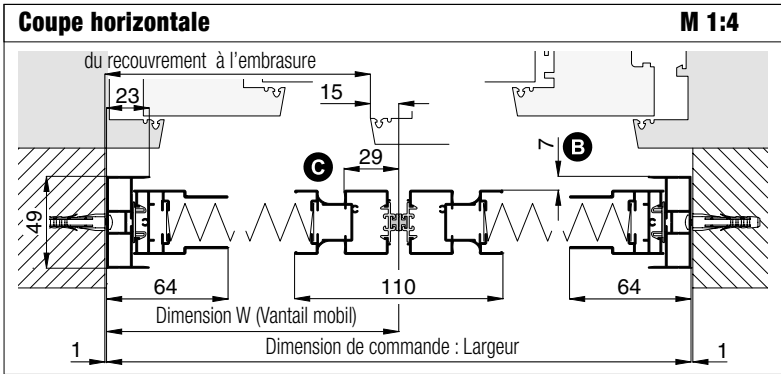 Coupe horizontale M 1:4
du recouvrement à l'embrasure
23
15
7 B
C 29
49
64
110
64
Dimension W (Vantail mobil)
1
Dimension de commande : Largeur
1